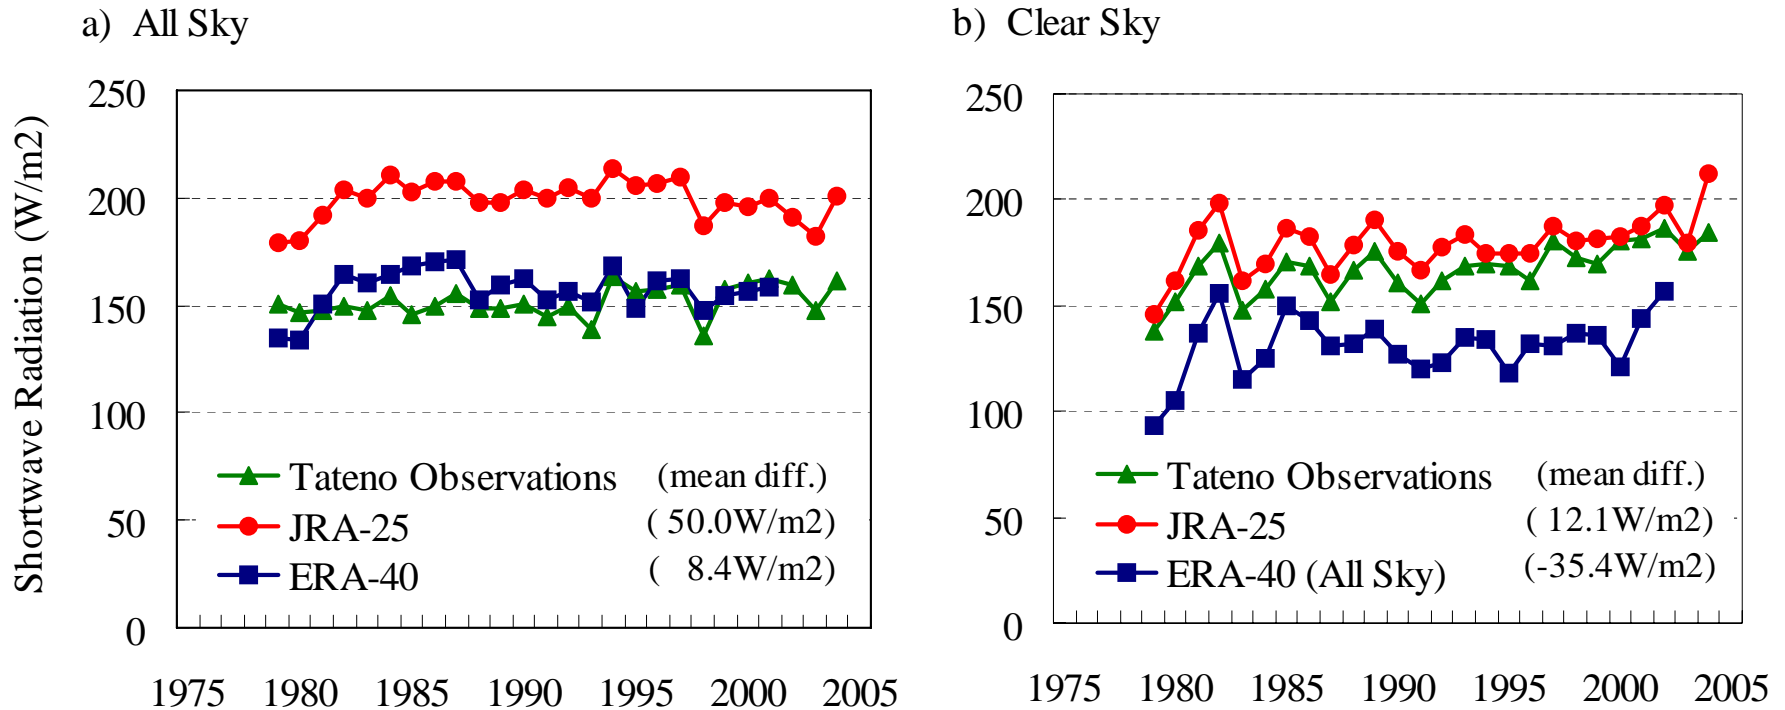 a) All Sky
Shortwave Radiation (W/m2)
250
200
150
100
50
0
Tateno Observations (mean diff.)
JRA-25 ( 50.0W/m2)
ERA-40 ( 8.4W/m2)
1975 1980 1985 1990 1995 2000 2005
b) Clear Sky
250
200
150
100
50
0
Tateno Observations (mean diff.)
JRA-25 ( 12.1W/m2)
ERA-40 (All Sky) (-35.4W/m2)
1975 1980 1985 1990 1995 2000 2005